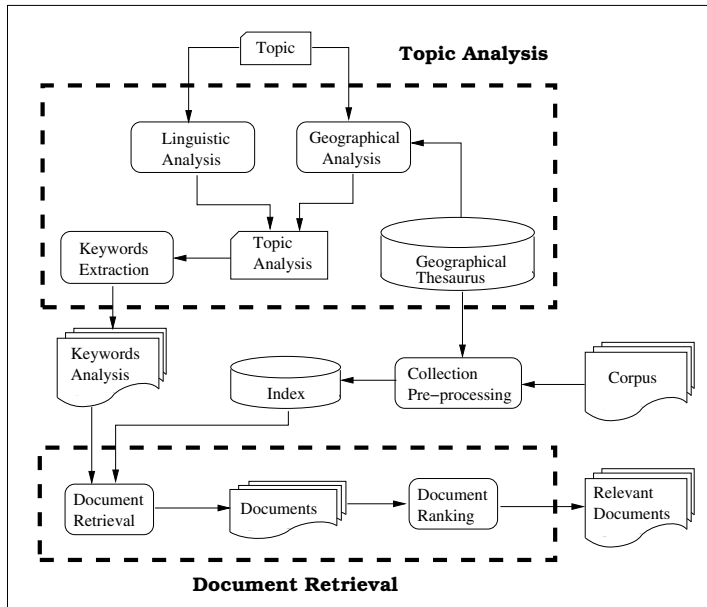 Topic
Topic Analysis
Linguistic
Analysis
Geographical
Analysis
Keywords
Extraction
Topic
Analysis
Geographical
Thesaurus
Keywords
Analysis
Index
Collection
Pre−processing
Corpus
Document
Retrieval
Documents
Document
Ranking
Relevant
Documents
Document Retrieval